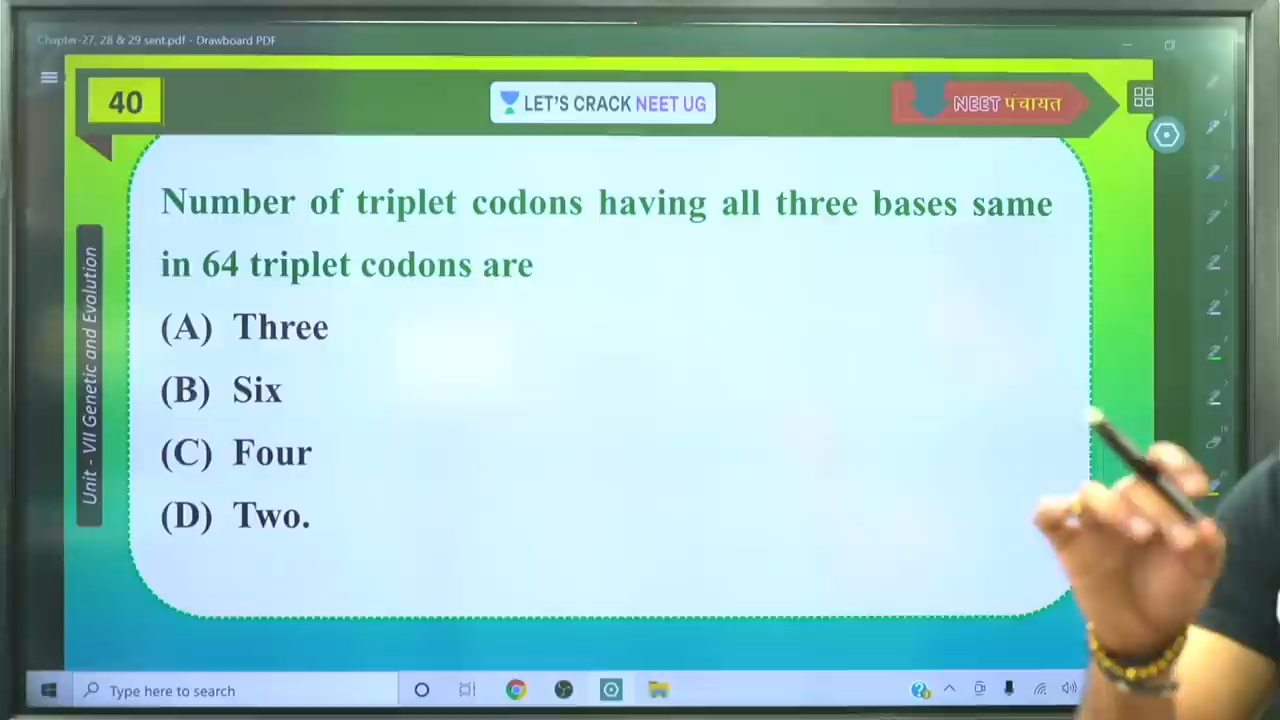 Chapter-27, 28 & 29 sent.pdf - Drawboard PDF
40
LET'S CRACK NEET UG
NEET पंचायत
Unit - VII Genetic and Evolution
Number of triplet codons having all three bases same
in 64 triplet codons are
(A) Three
(B) Six
(C) Four
(D) Two.
Type here to search